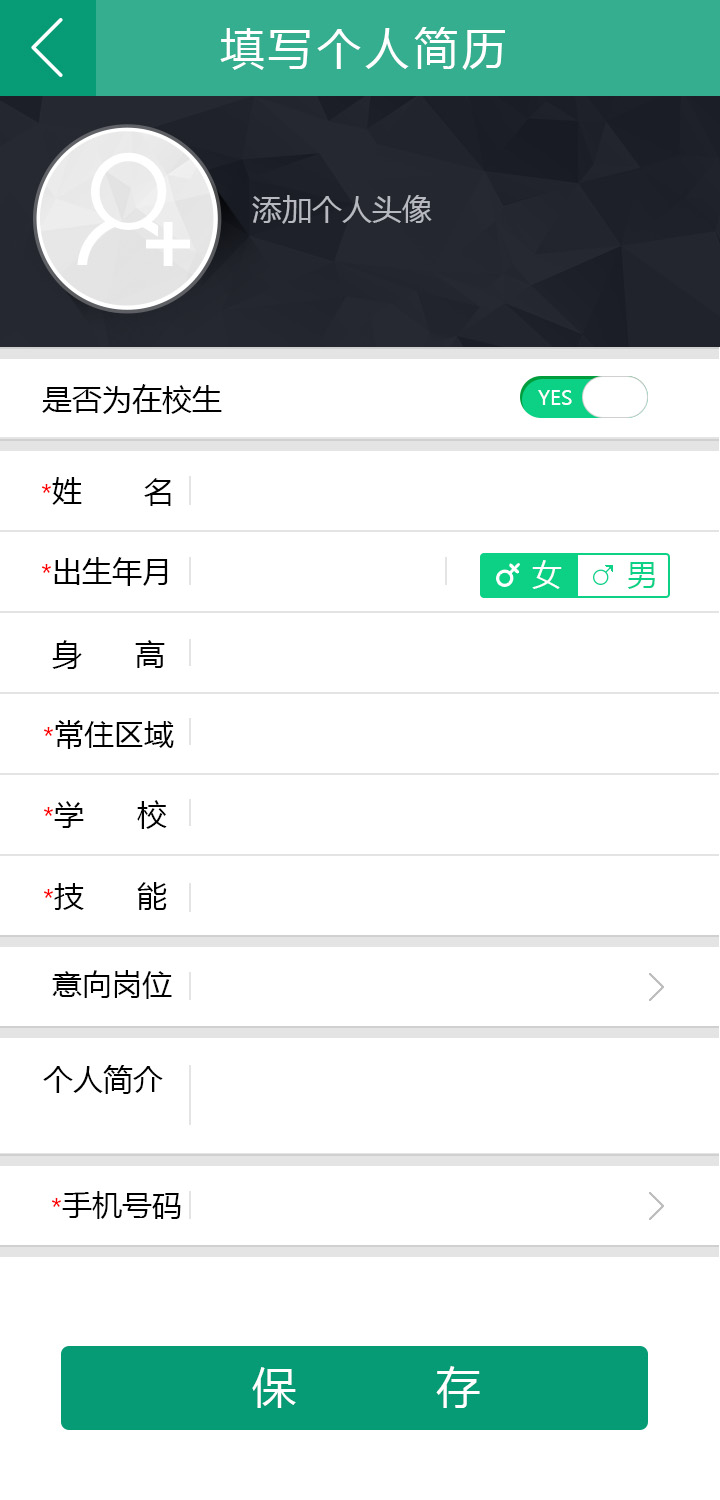 填写个人简历
添加个人头像
是否为在校生 YES
*姓 名
*出生年月 女 男
身 高
*常住区域
*学 校
*技 能
意向岗位
个人简介
*手机号码
保 存